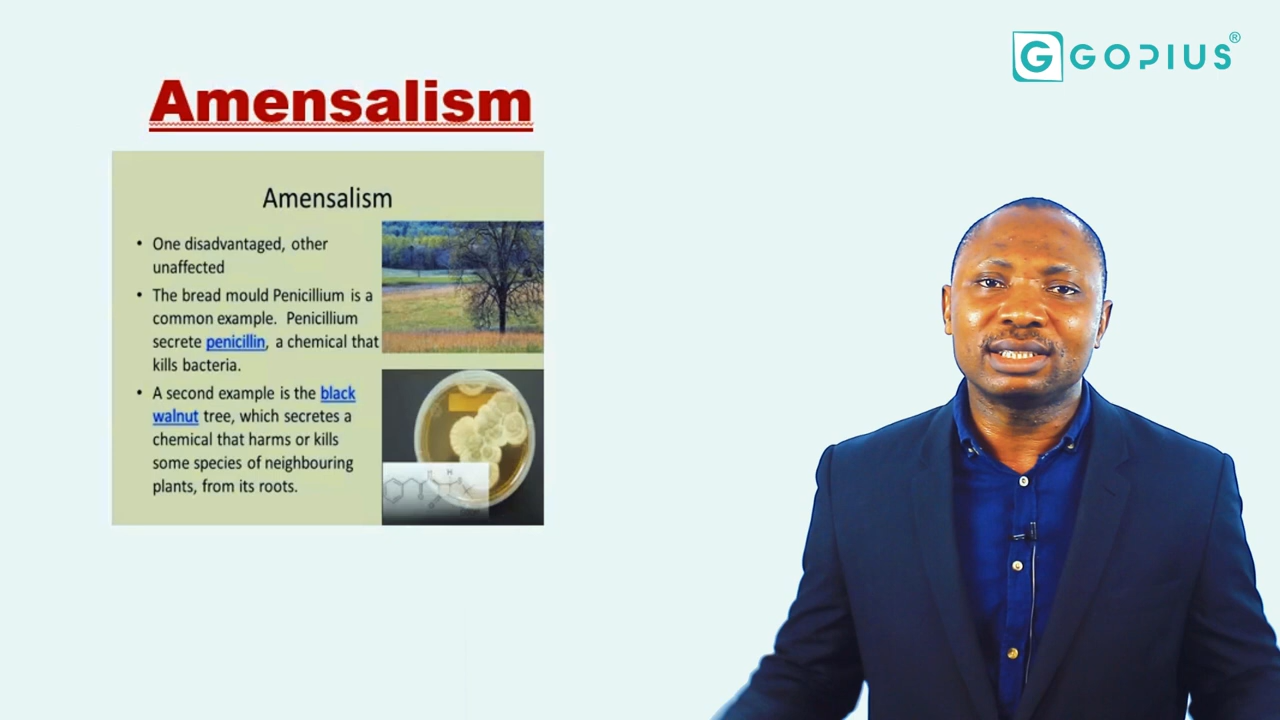 GOPIUS®
Amensalism
Amensalism
• One disadvantaged, other
unaffected
• The bread mould Penicillium is a
common example. Penicillium
secrete penicillin, a chemical that
kills bacteria.
• A second example is the black
walnut tree, which secretes a
chemical that harms or kills
some species of neighbouring
plants, from its roots.